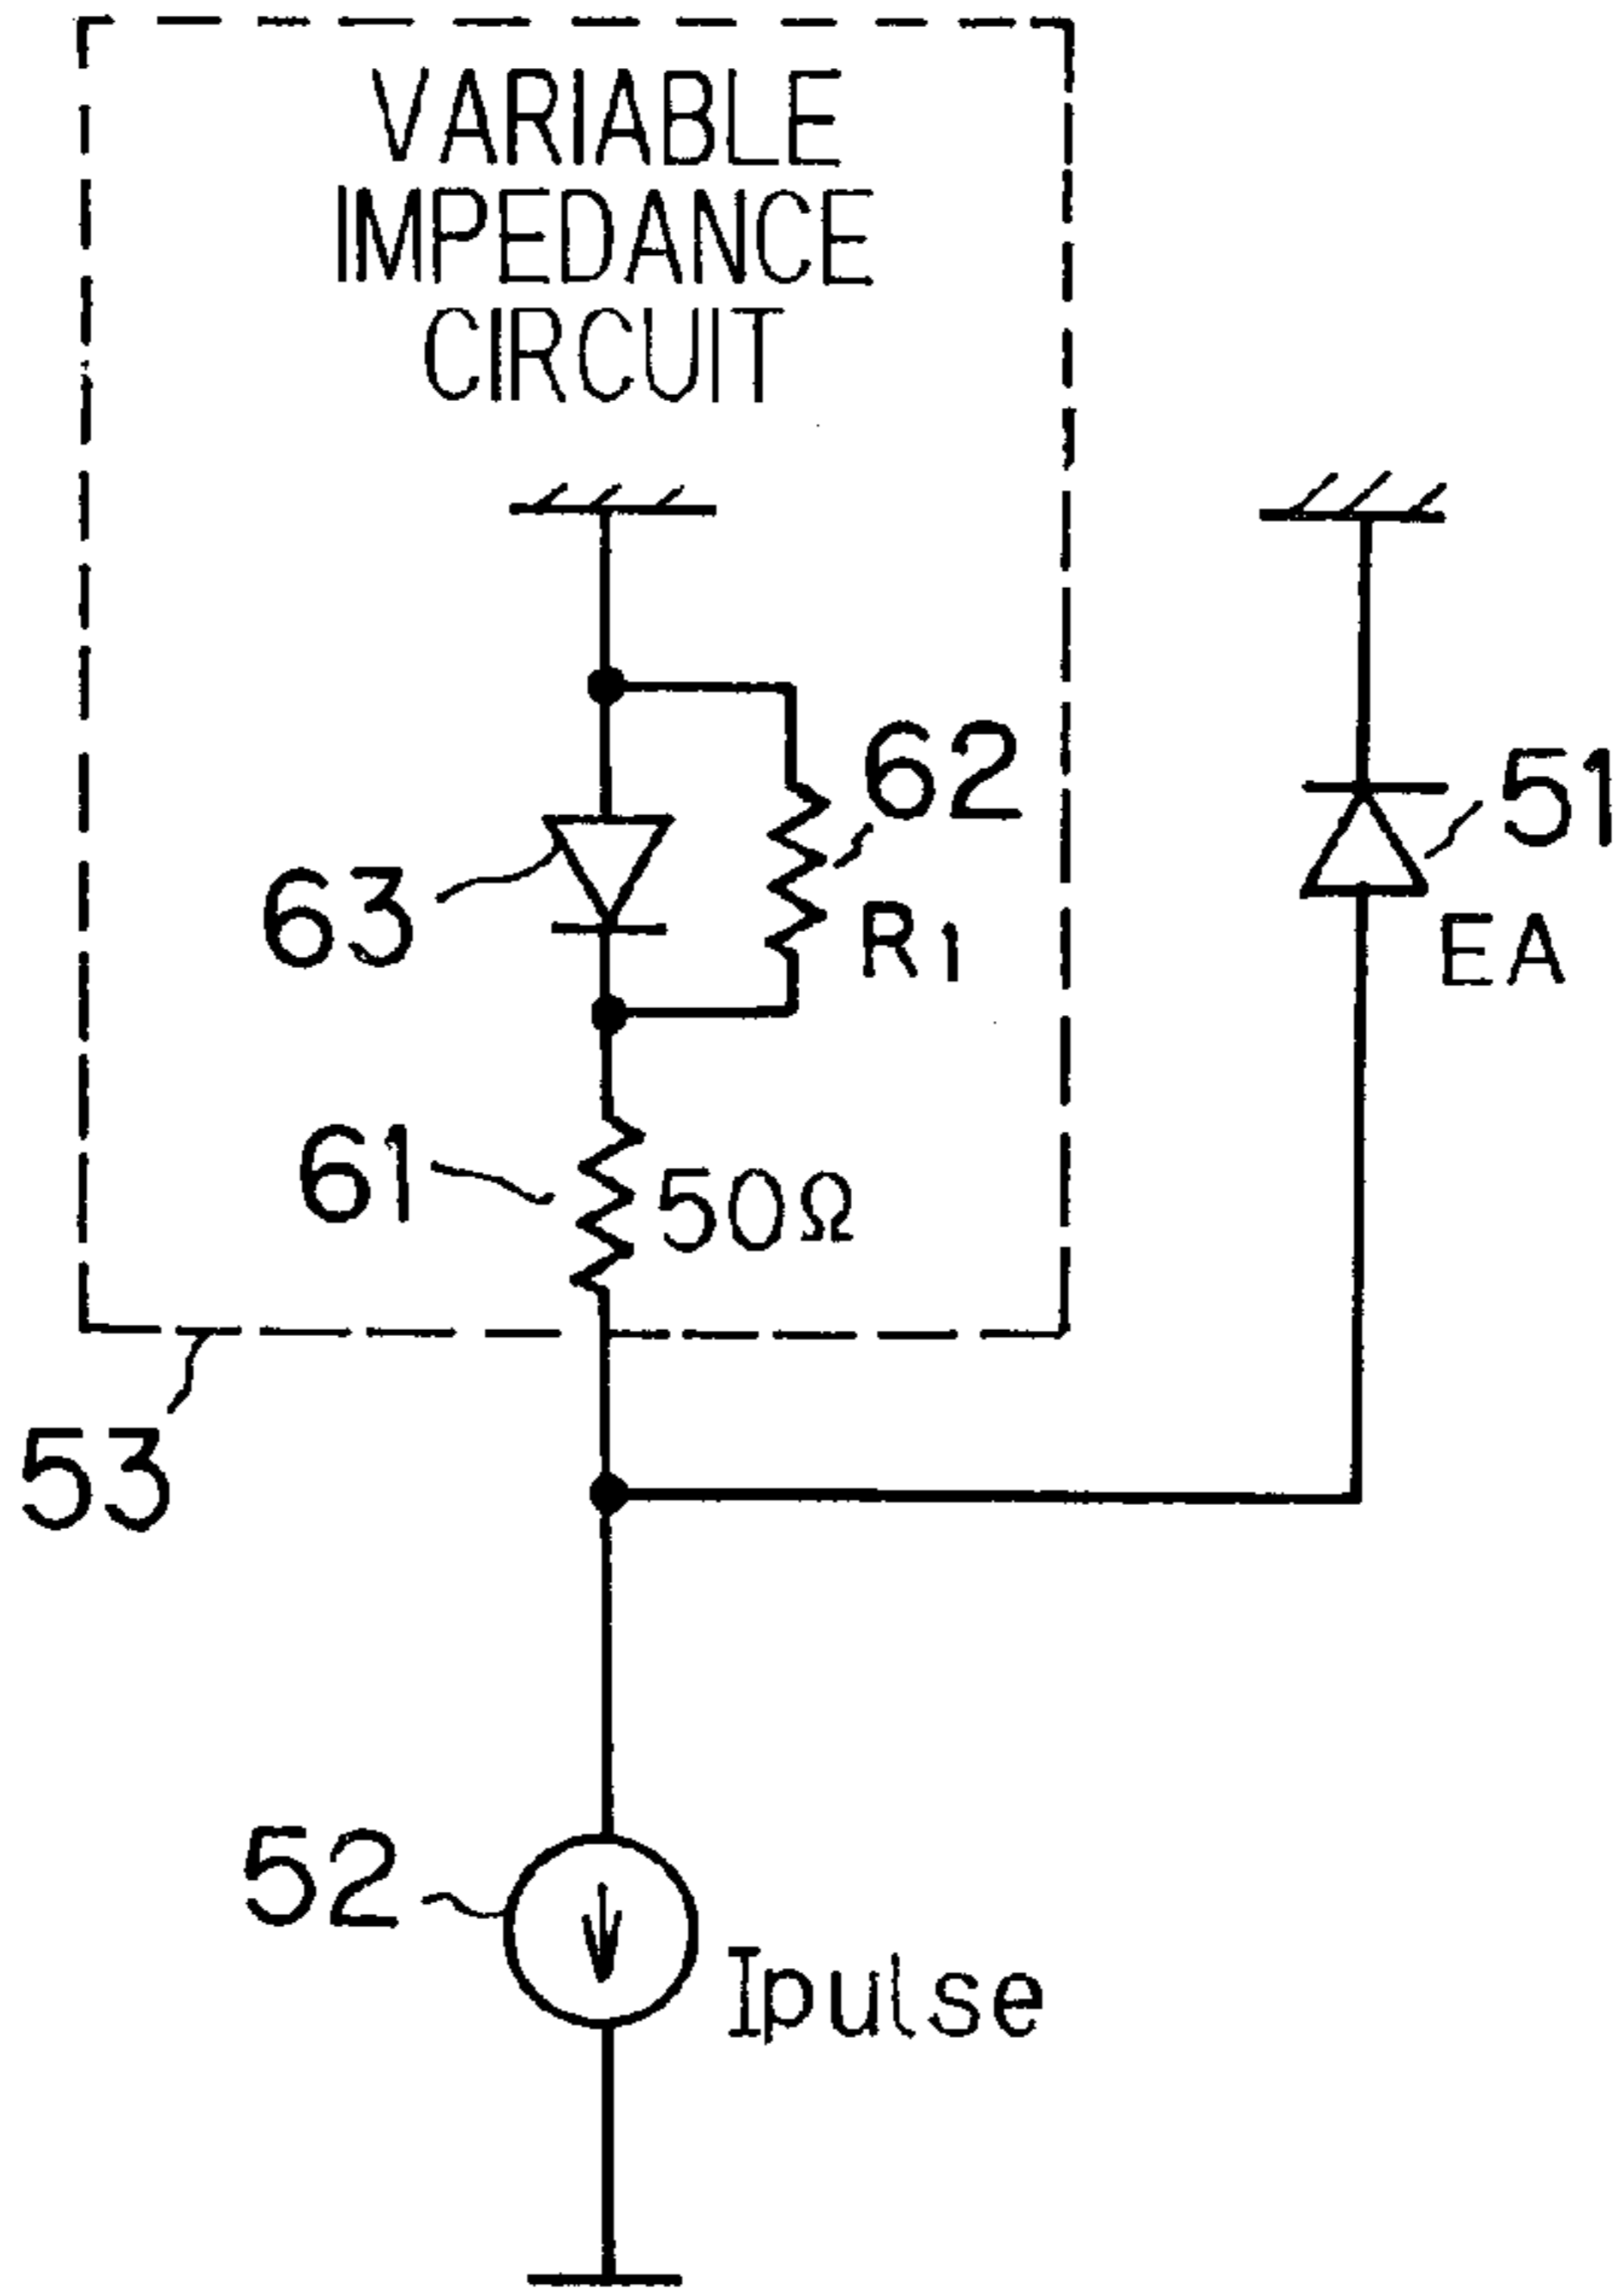 VARIABLE
IMPEDANCE
CIRCUIT
62
51
63
R1
EA
61
50Ω
53
52
Ipulse